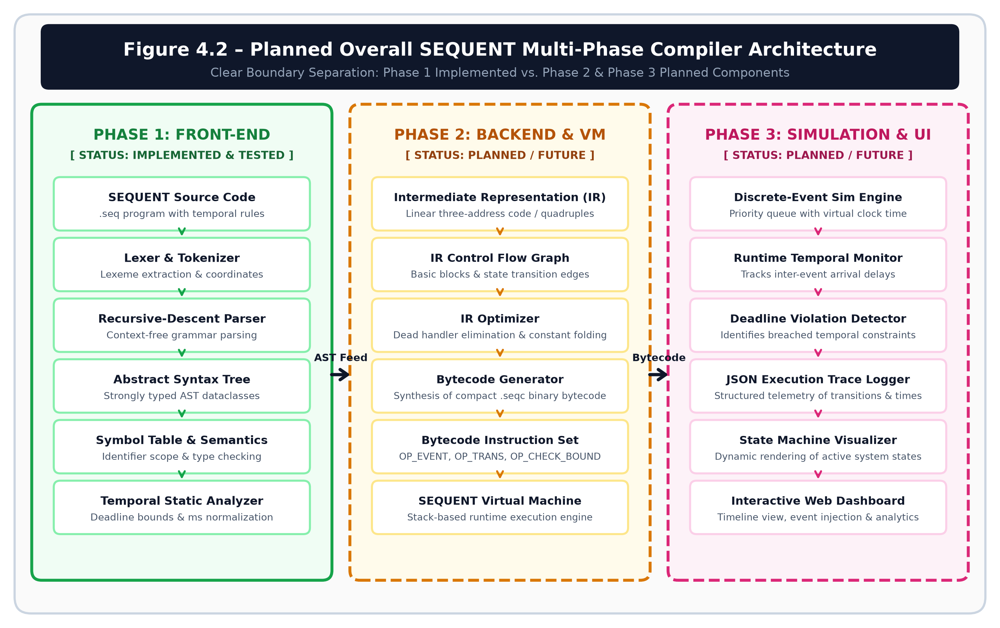 Figure 4.2 – Planned Overall SEQUENT Multi-Phase Compiler Architecture
Clear Boundary Separation: Phase 1 Implemented vs. Phase 2 & Phase 3 Planned Components
PHASE 1: FRONT-END
[ STATUS: IMPLEMENTED & TESTED ]
SEQUENT Source Code
.seq program with temporal rules
Lexer & Tokenizer
Lexeme extraction & coordinates
Recursive-Descent Parser
Context-free grammar parsing
Abstract Syntax Tree
Strongly typed AST dataclasses
Symbol Table & Semantics
Identifier scope & type checking
Temporal Static Analyzer
Deadline bounds & ms normalization
AST Feed
PHASE 2: BACKEND & VM
[ STATUS: PLANNED / FUTURE ]
Intermediate Representation (IR)
Linear three-address code / quadruples
IR Control Flow Graph
Basic blocks & state transition edges
IR Optimizer
Dead handler elimination & constant folding
Bytecode Generator
Synthesis of compact .seqc binary bytecode
Bytecode Instruction Set
OP_EVENT, OP_TRANS, OP_CHECK_BOUND
SEQUENT Virtual Machine
Stack-based runtime execution engine
Bytecode
PHASE 3: SIMULATION & UI
[ STATUS: PLANNED / FUTURE ]
Discrete-Event Sim Engine
Priority queue with virtual clock time
Runtime Temporal Monitor
Tracks inter-event arrival delays
Deadline Violation Detector
Identifies breached temporal constraints
JSON Execution Trace Logger
Structured telemetry of transitions & times
State Machine Visualizer
Dynamic rendering of active system states
Interactive Web Dashboard
Timeline view, event injection & analytics